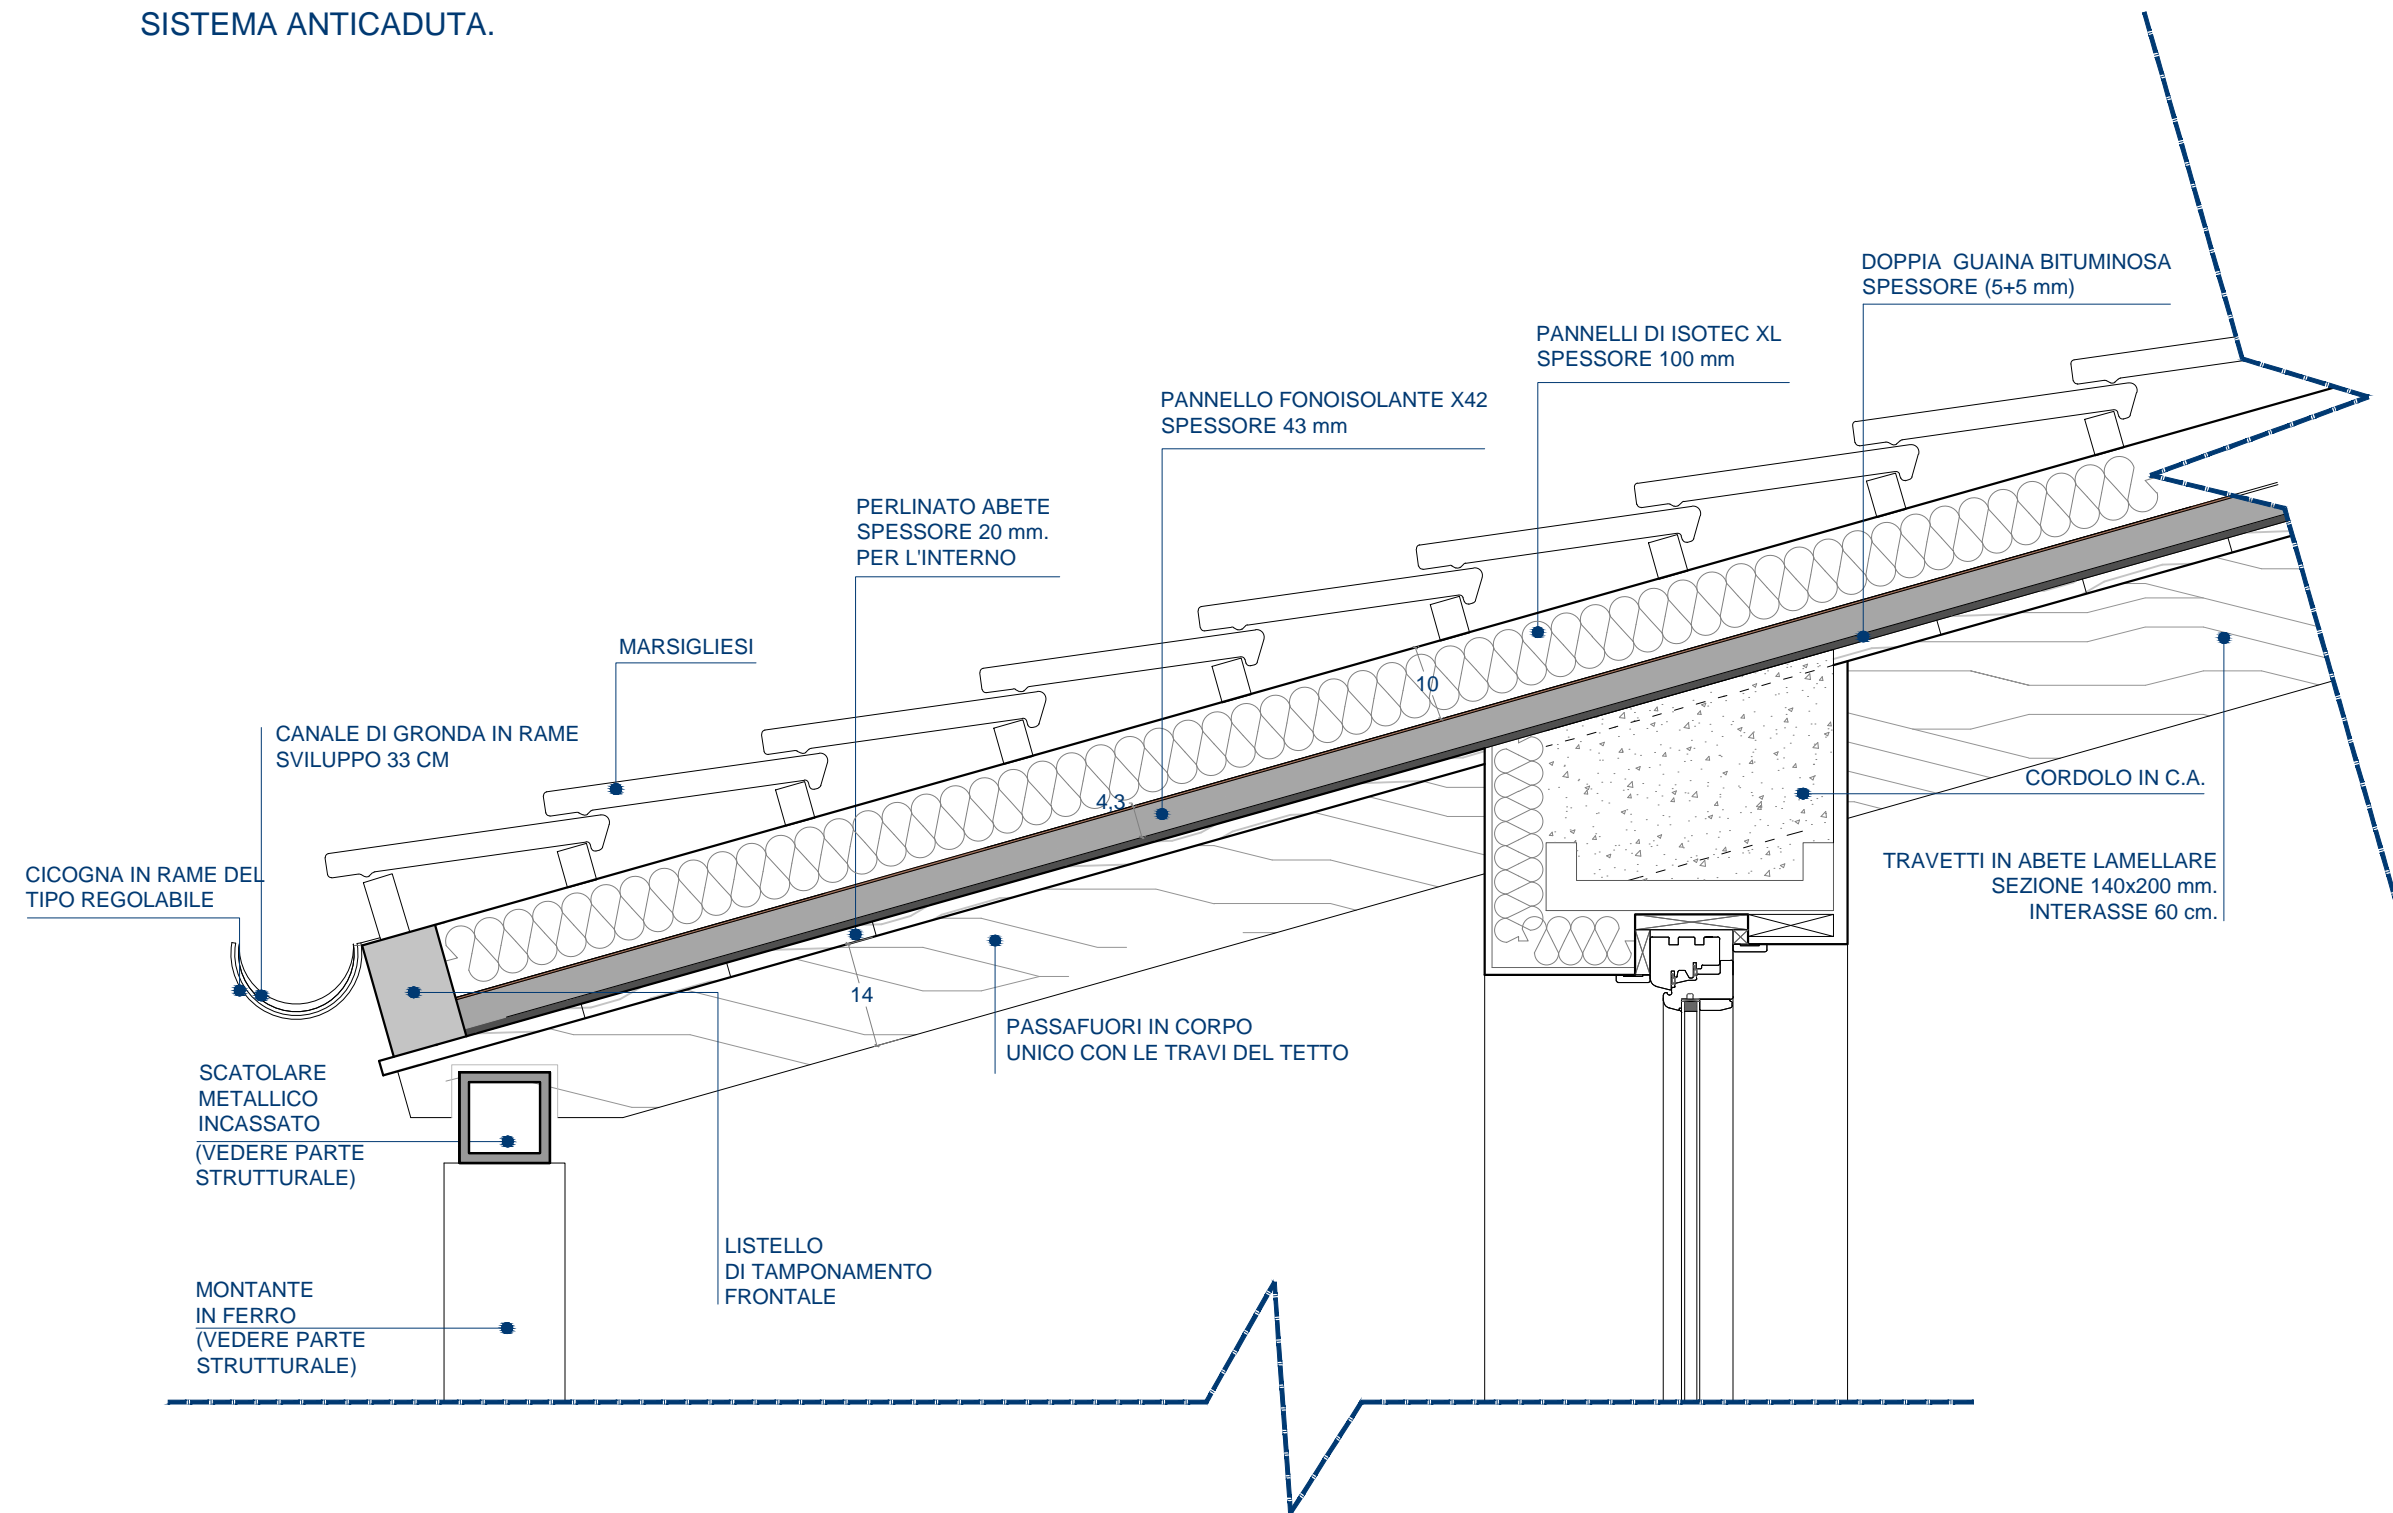 SISTEMA ANTICADUTA.
DOPPIA GUAINA BITUMINOSA
SPESSORE (5+5 mm)
PANNELLI DI ISOTEC XL
SPESSORE 100 mm
PANNELLO FONOISOLANTE X42
SPESSORE 43 mm
PERLINATO ABETE
SPESSORE 20 mm.
PER L'INTERNO
MARSIGLIESI
CANALE DI GRONDA IN RAME
SVILUPPO 33 CM
CICOGNA IN RAME DEL
TIPO REGOLABILE
10
4,3
14
CORDOLO IN C.A.
TRAVETTI IN ABETE LAMELLARE
SEZIONE 140x200 mm.
INTERASSE 60 cm.
PASSAFUORI IN CORPO
UNICO CON LE TRAVI DEL TETTO
SCATOLARE
METALLICO
INCASSATO
(VEDERE PARTE
STRUTTURALE)
LISTELLO
DI TAMPONAMENTO
FRONTALE
MONTANTE
IN FERRO
(VEDERE PARTE
STRUTTURALE)